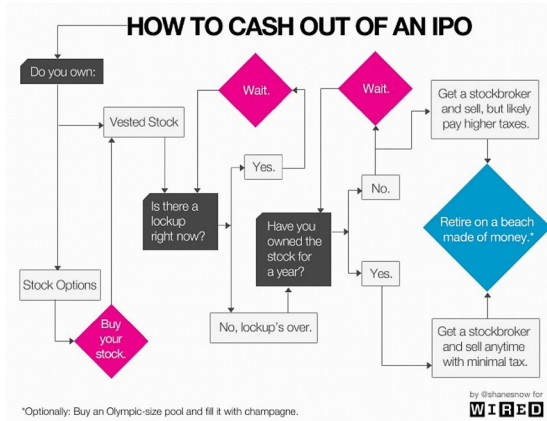 HOW TO CASH OUT OF AN IPO
Do you own:
Vested Stock
Stock Options
Buy
your
stock.
Is there a
lockup
right now?
Wait.
Yes.
No, lockup's over.
Have you
owned the
stock for
a year?
Wait.
No.
Yes.
Get a stockbroker
and sell, but likely
pay higher taxes.
Retire on a beach
made of money.*
Get a stockbroker
and sell anytime
with minimal tax.
*Optionally: Buy an Olympic-size pool and fill it with champagne.
by @shanesnow for
WIRED